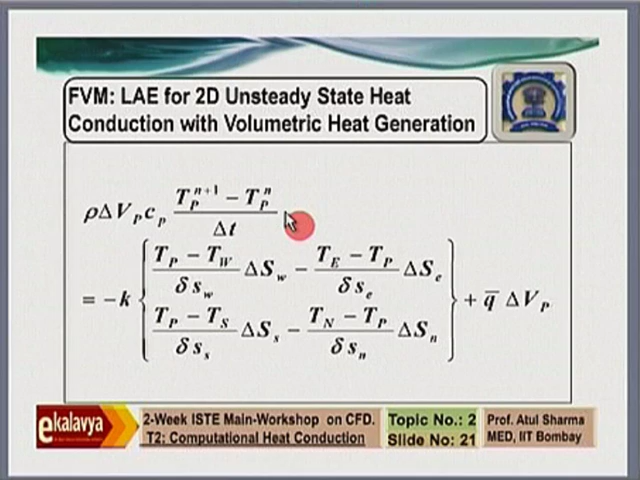 FVM: LAE for 2D Unsteady State Heat
Conduction with Volumetric Heat Generation
ρΔV_P c_p (T_P^{n+1} − T_P^n) / Δt
= −k { (T_P − T_W) / δs_w ΔS_w − (T_E − T_P) / δs_e ΔS_e
(T_P − T_S) / δs_s ΔS_s − (T_N − T_P) / δs_n ΔS_n } + q̅ ΔV_P
ekalavya
2-Week ISTE Main-Workshop on CFD.
T2: Computational Heat Conduction
Topic No.: 2
Slide No: 21
Prof. Atul Sharma
MED, IIT Bombay